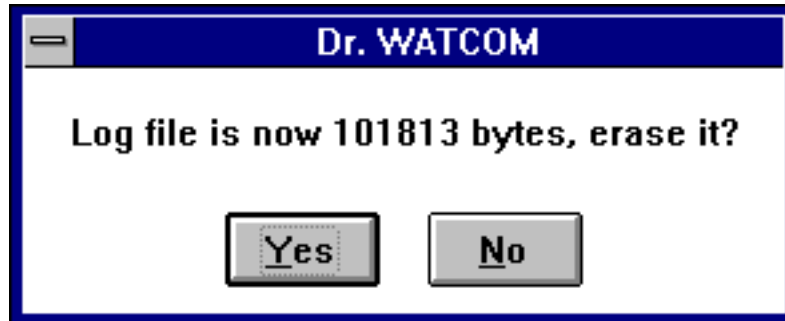 Dr. WATCOM
Log file is now 101813 bytes, erase it?
Yes No